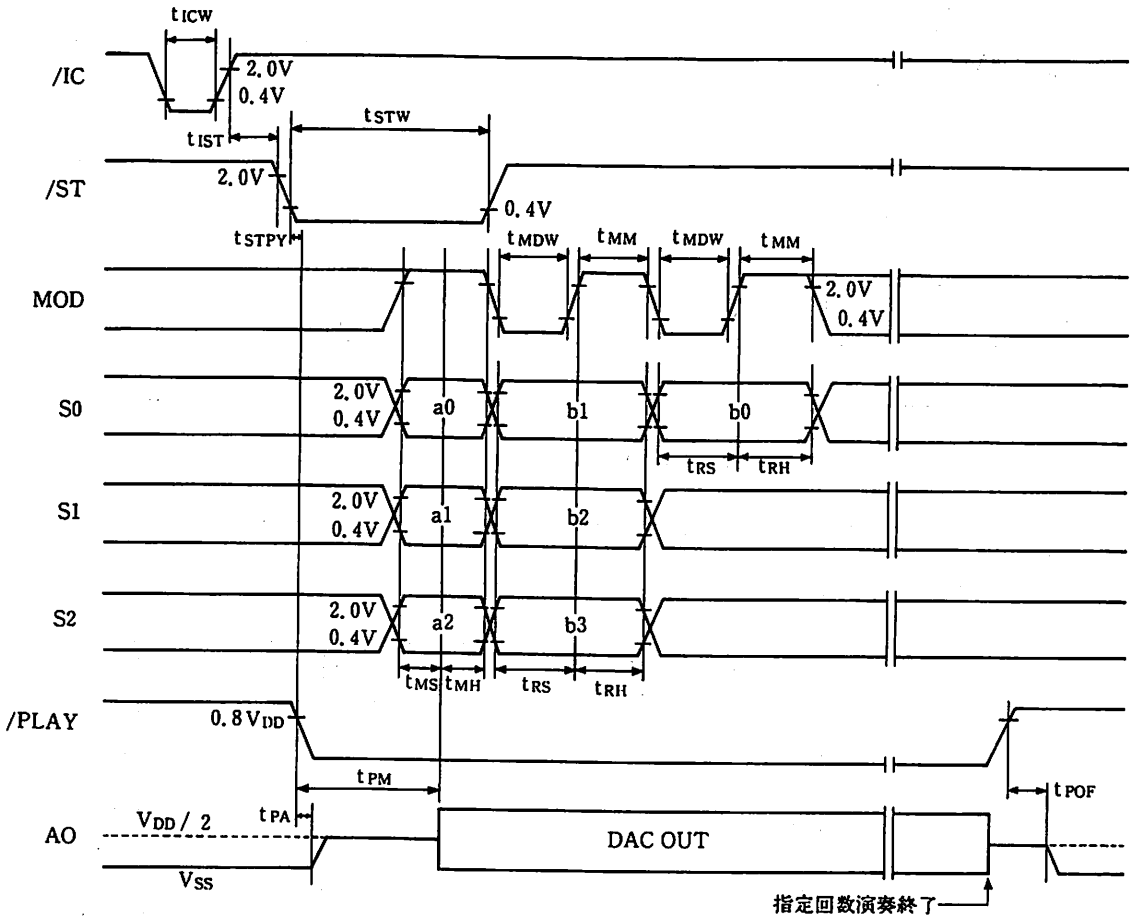 tICW
/IC
2.0V
0.4V
tIST
tSTW
/ST
2.0V
0.4V
tSTPY
tMDW
tMM
tMDW
tMM
MOD
2.0V
0.4V
S0
2.0V
0.4V
a0
b1
b0
tRS
tRH
S1
2.0V
0.4V
a1
b2
S2
2.0V
0.4V
a2
b3
tMS
tMH
tRS
tRH
/PLAY
0.8VDD
tPM
tPOF
tPA
AO
VDD / 2
VSS
DAC OUT
指定回数演奏終了